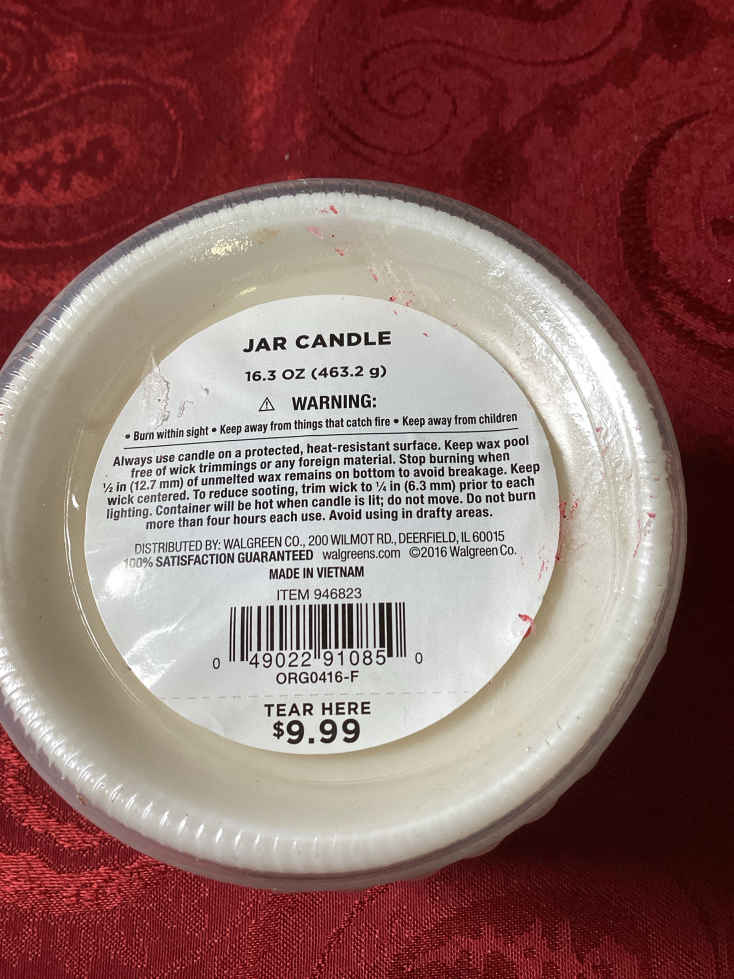 JAR CANDLE
16.3 OZ (463.2 g)
⚠ WARNING:
• Burn within sight • Keep away from things that catch fire • Keep away from children
Always use candle on a protected, heat-resistant surface. Keep wax pool
free of wick trimmings or any foreign material. Stop burning when
½ in (12.7 mm) of unmelted wax remains on bottom to avoid breakage. Keep
wick centered. To reduce sooting, trim wick to ¼ in (6.3 mm) prior to each
lighting. Container will be hot when candle is lit; do not move. Do not burn
more than four hours each use. Avoid using in drafty areas.
DISTRIBUTED BY: WALGREEN CO., 200 WILMOT RD., DEERFIELD, IL 60015
100% SATISFACTION GUARANTEED walgreens.com ©2016 Walgreen Co.
MADE IN VIETNAM
ITEM 946823
0 49022 91085 0
ORG0416-F
TEAR HERE
$9.99